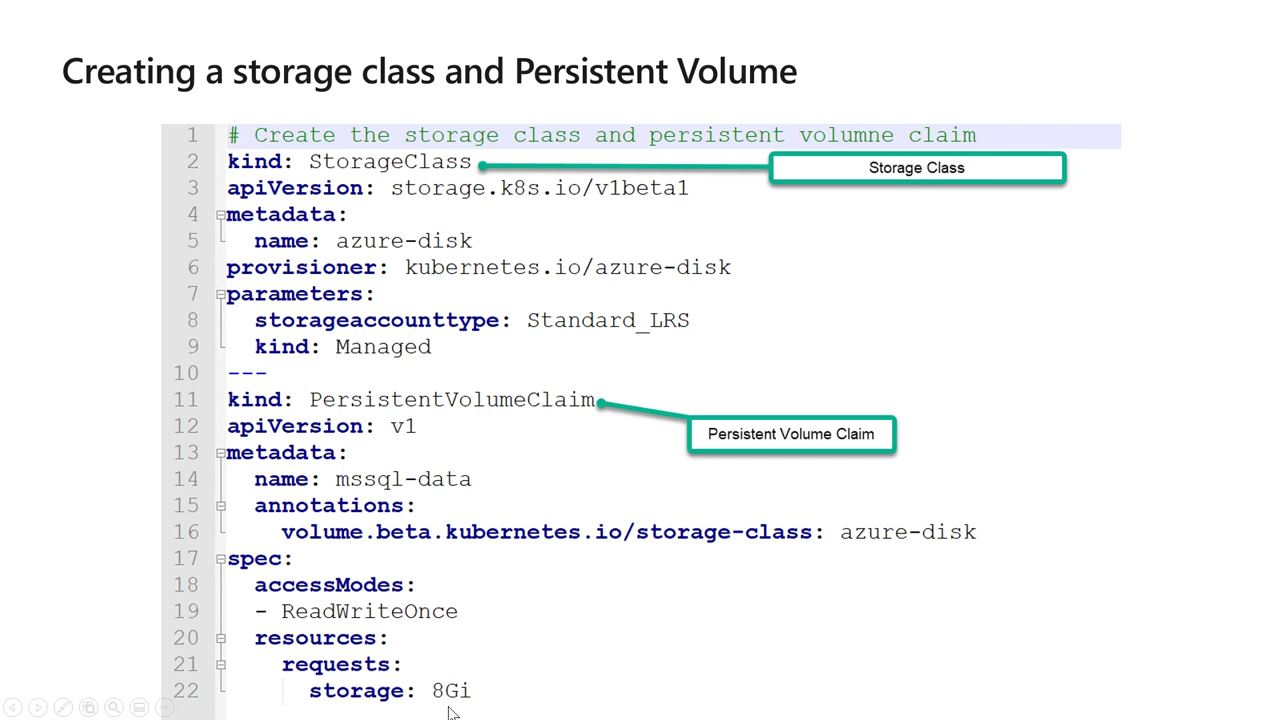 Creating a storage class and Persistent Volume
1 # Create the storage class and persistent volumne claim
2 kind: StorageClass
Storage Class
3 apiVersion: storage.k8s.io/v1beta1
4 metadata:
5 name: azure-disk
6 provisioner: kubernetes.io/azure-disk
7 parameters:
8 storageaccounttype: Standard_LRS
9 kind: Managed
10 ---
11 kind: PersistentVolumeClaim
12 apiVersion: v1
Persistent Volume Claim
13 metadata:
14 name: mssql-data
15 annotations:
16 volume.beta.kubernetes.io/storage-class: azure-disk
17 spec:
18 accessModes:
19 - ReadWriteOnce
20 resources:
21 requests:
22 storage: 8Gi